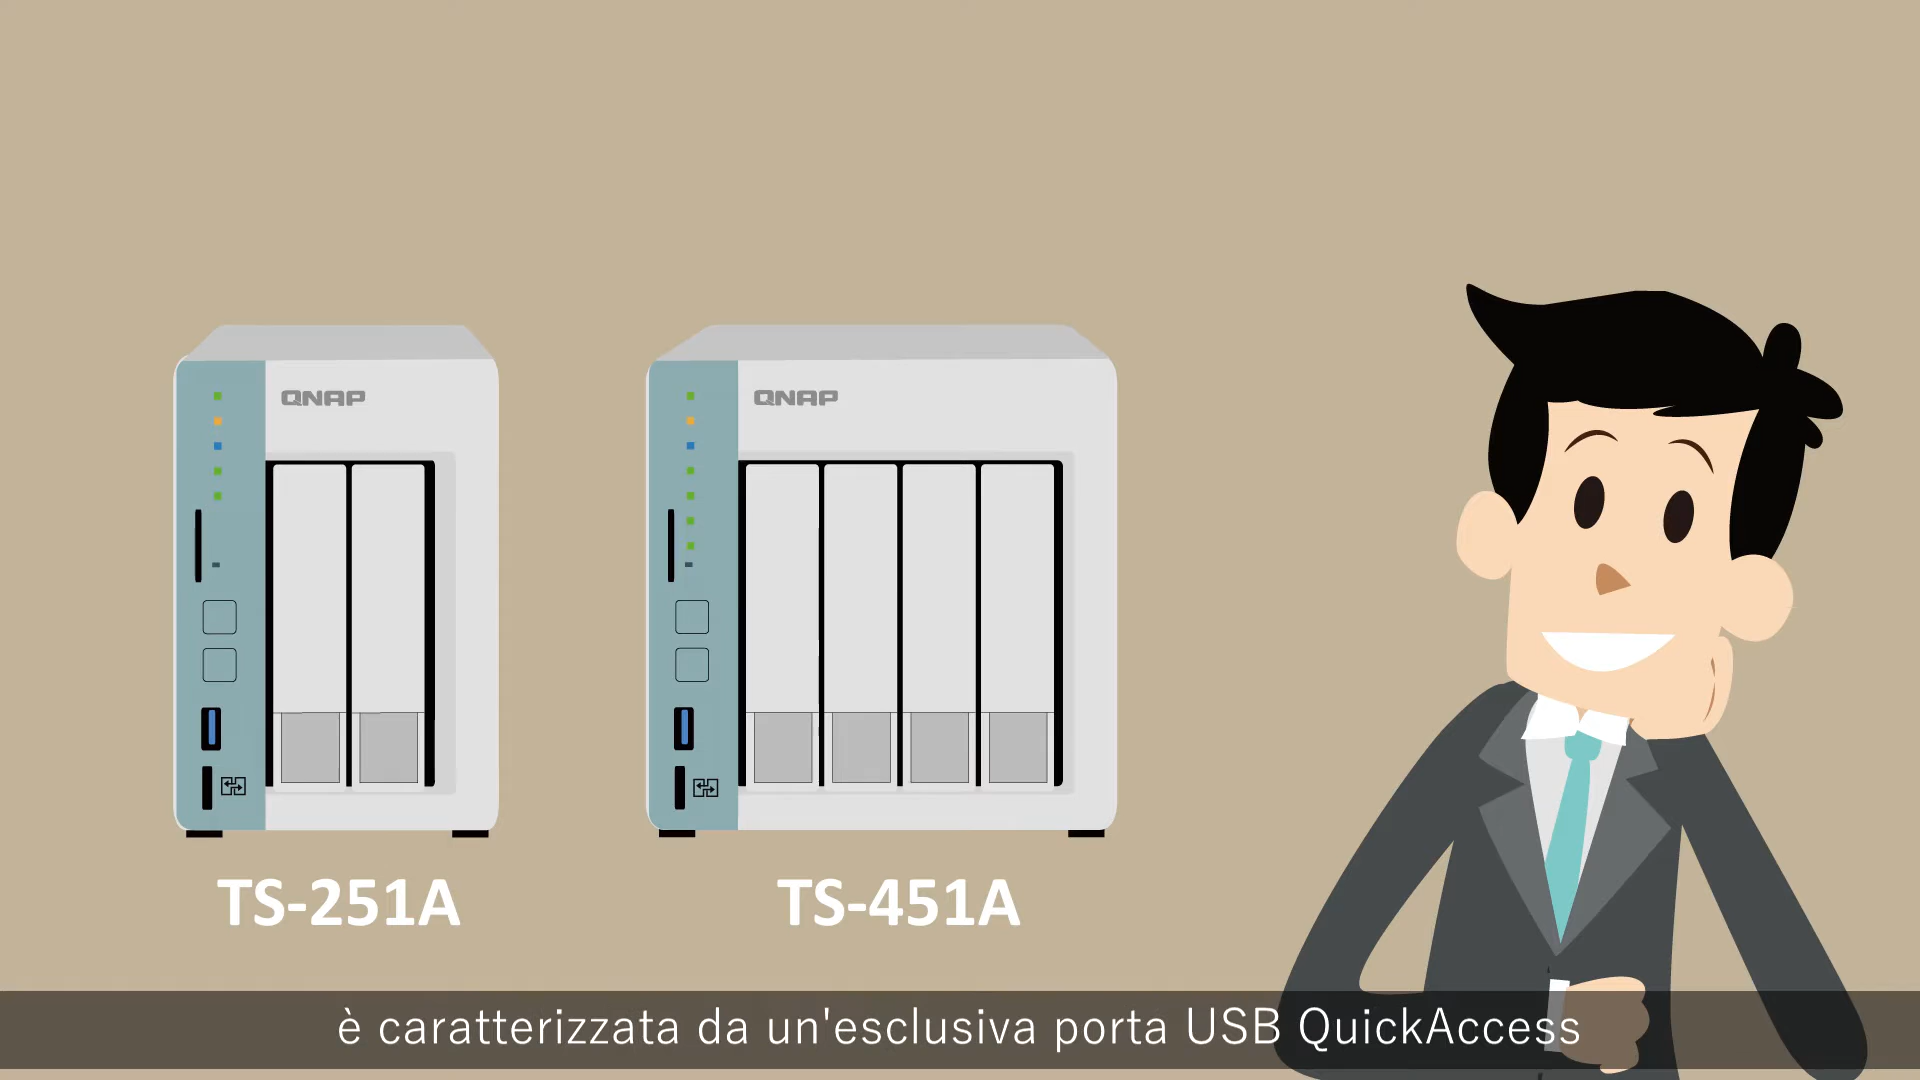 QNAP
QNAP
TS-251A
TS-451A
è caratterizzata da un'esclusiva porta USB QuickAccess